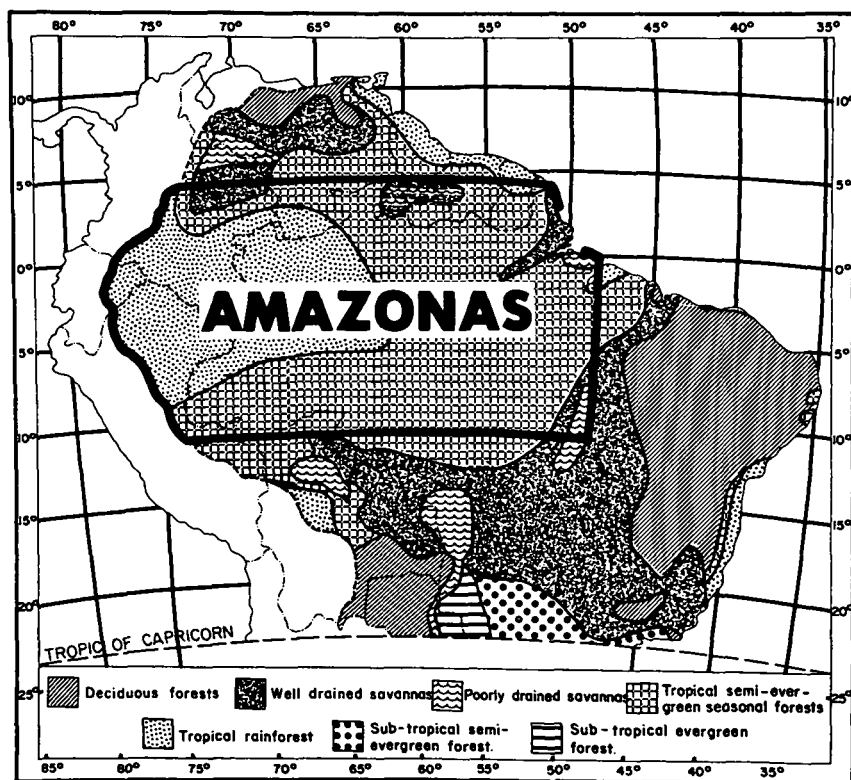 80° 75° 70° 65° 60° 55° 50° 45° 40° 35°
10° 10°
5° 5°
0° 0°
AMAZONAS
5° 5°
10° 10°
15° 15°
20° 20°
TROPIC OF CAPRICORN
25° 25°
Deciduous forests
Well drained savannas
Poorly drained savannas
Tropical semi-ever-
green seasonal forests
Tropical rainforest
Sub-tropical semi-
evergreen forest.
Sub-tropical evergreen
forest.
85° 80° 75° 70° 65° 60° 55° 50° 45° 40° 35°